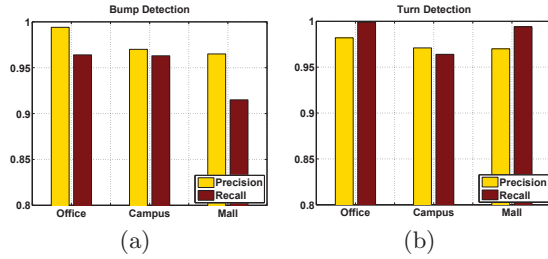 Bump Detection
1
0.95
0.9
0.85
0.8
Office Campus Mall
Precision
Recall
(a)
Turn Detection
1
0.95
0.9
0.85
0.8
Office Campus Mall
Precision
Recall
(b)